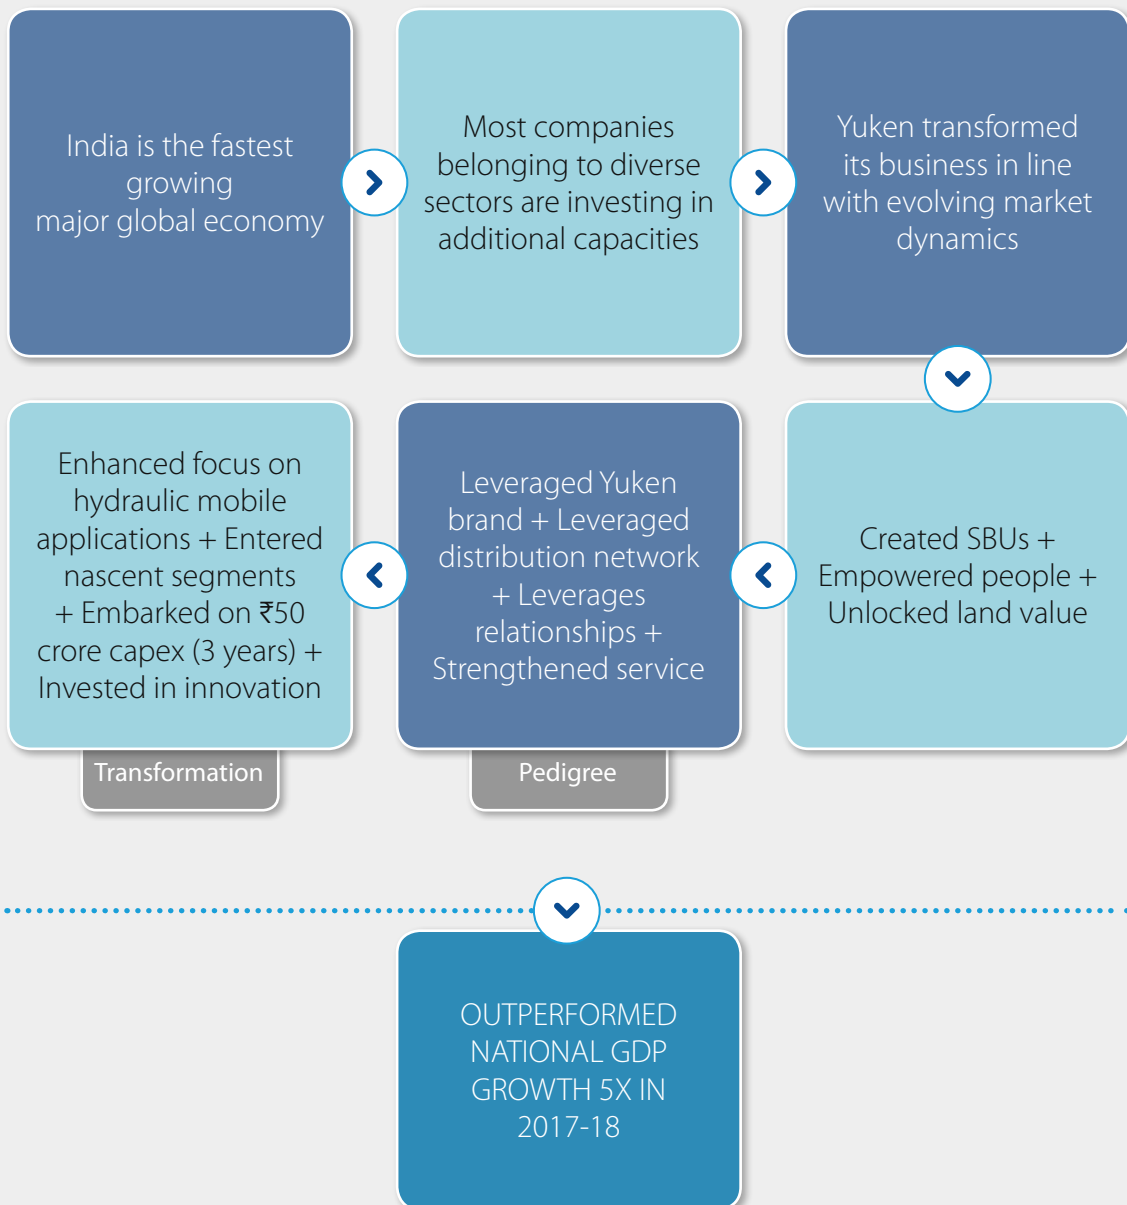 India is the fastest
growing
major global economy
Most companies
belonging to diverse
sectors are investing in
additional capacities
Yuken transformed
its business in line
with evolving market
dynamics
Created SBUs +
Empowered people +
Unlocked land value
Leveraged Yuken
brand + Leveraged
distribution network
+ Leverages
relationships +
Strengthened service
Pedigree
Enhanced focus on
hydraulic mobile
applications + Entered
nascent segments
+ Embarked on ₹50
crore capex (3 years) +
Invested in innovation
Transformation
OUTPERFORMED
NATIONAL GDP
GROWTH 5X IN
2017-18